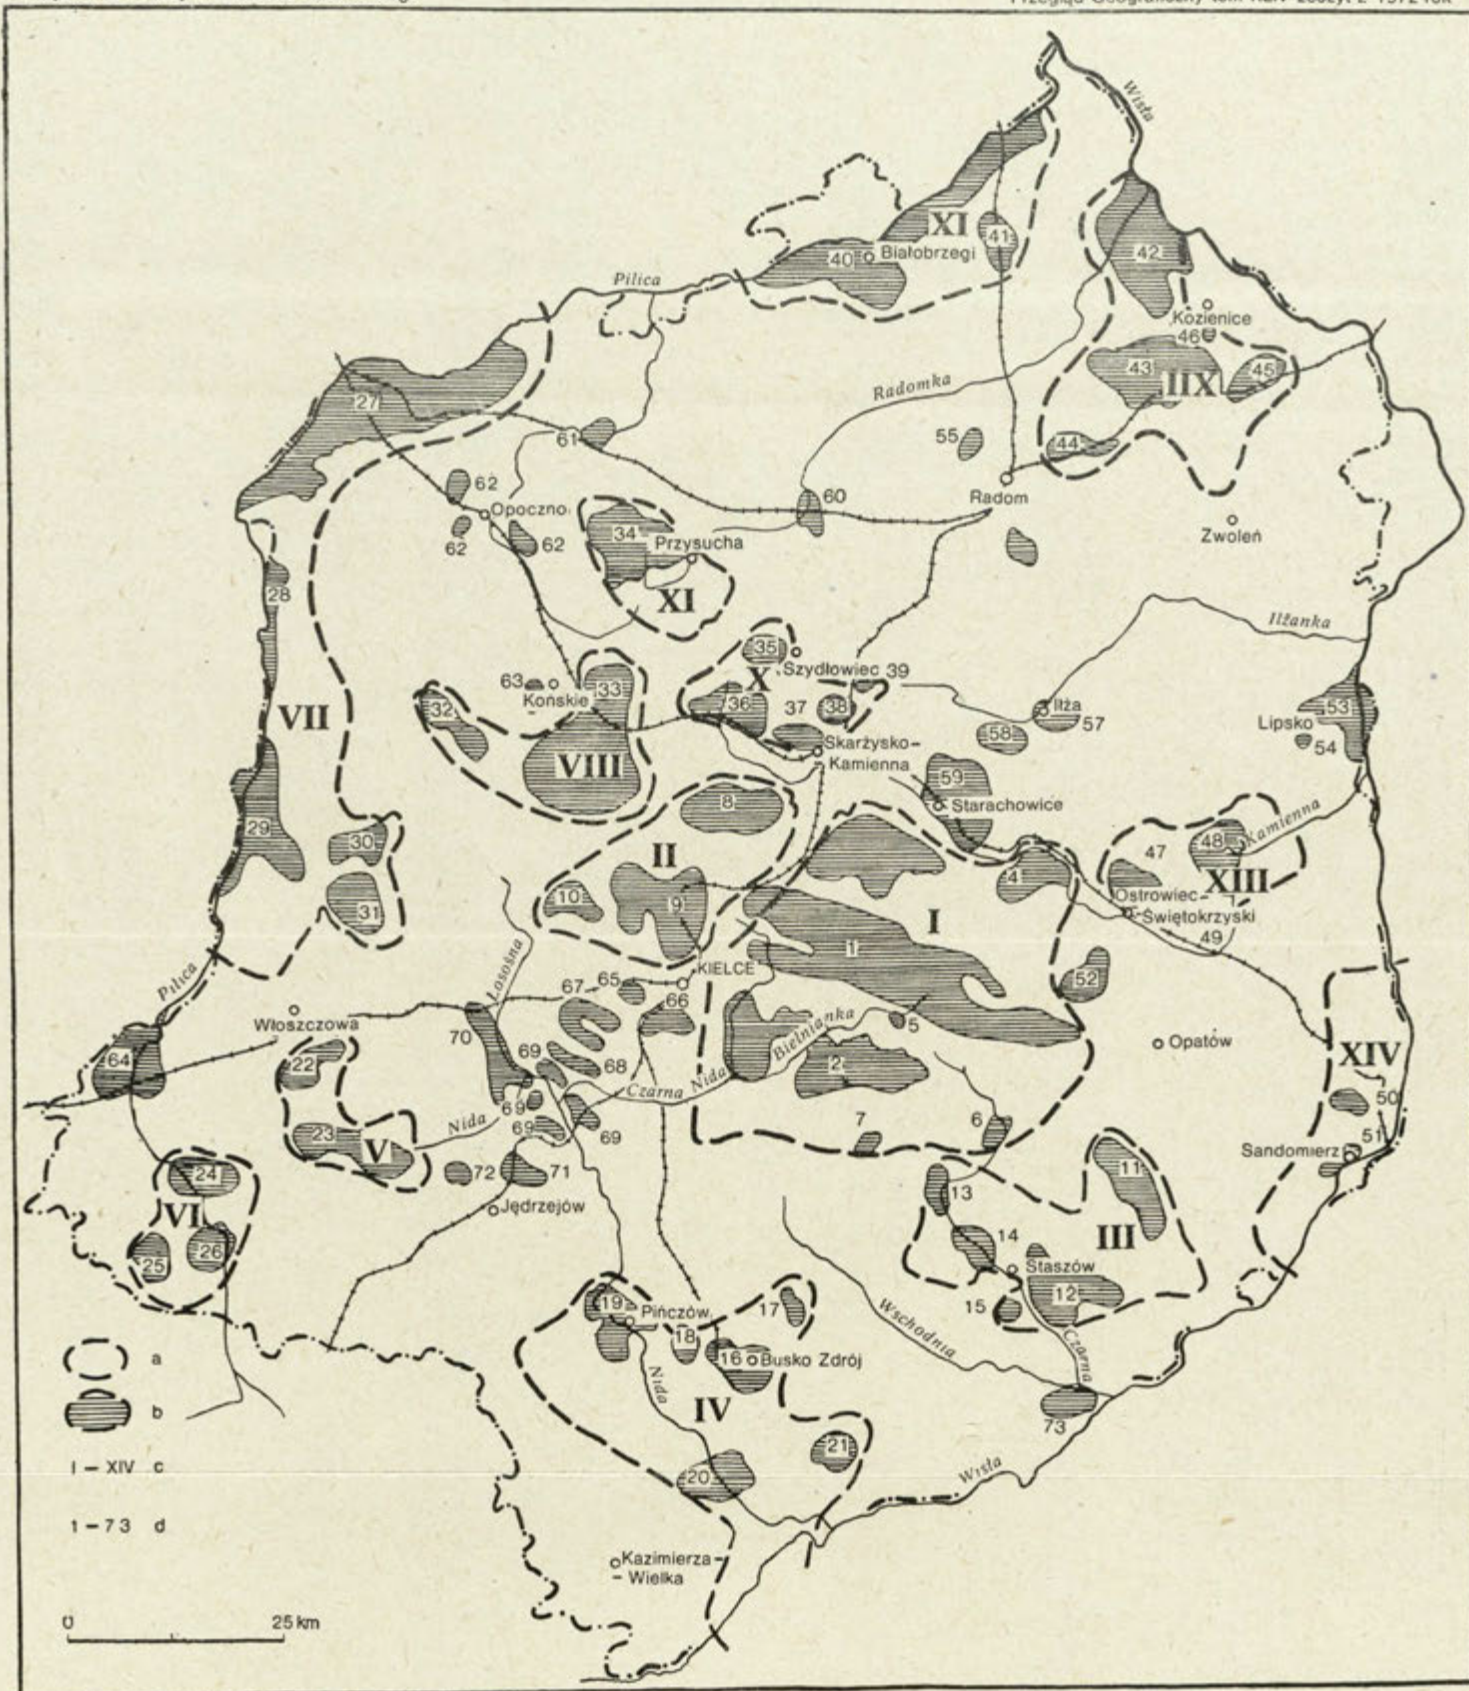 Przegląd Geograficzny tom XLIV zeszyt 2 1972 rok
Wisła
XI
41
40
Białobrzegi
42
Pilica
Kozienice
46
43
45
IIX
Radomka
27
61
55
44
62
60
Radom
Opoczno
34
62
62
Przysucha
Zwoleń
28
XI
Iłżanka
35
Szydłowiec 39
X
63
Końskie
33
32
36
37
38
Iłża
57
VII
53
Lipsko
54
58
Skarżysko-
Kamienna
VIII
59
8
Starachowice
29
30
II
47
48
Kamienna
4
XIII
10
9
31
Ostrowiec-
Świętokrzyski
I
49
1
Łosośna
KIELCE
65
67
66
52
Pilica
Włoszczowa
5
Bielnianka
70
Opatów
XIV
64
69
68
22
2
Czarna Nida
50
69
69
69
Nida
7
6
23
V
51
Sandomierz
24
72
71
11
13
Jędrzejów
VI
14
III
26
25
Staszów
19
17
12
Pińczów
15
18
Wschodnia
a
16
Busko Zdrój
Czarna
Nida
b
IV
73
21
I – XIV c
20
Wisła
1 – 73 d
Kazimierza-
- Wielka
0 25 km